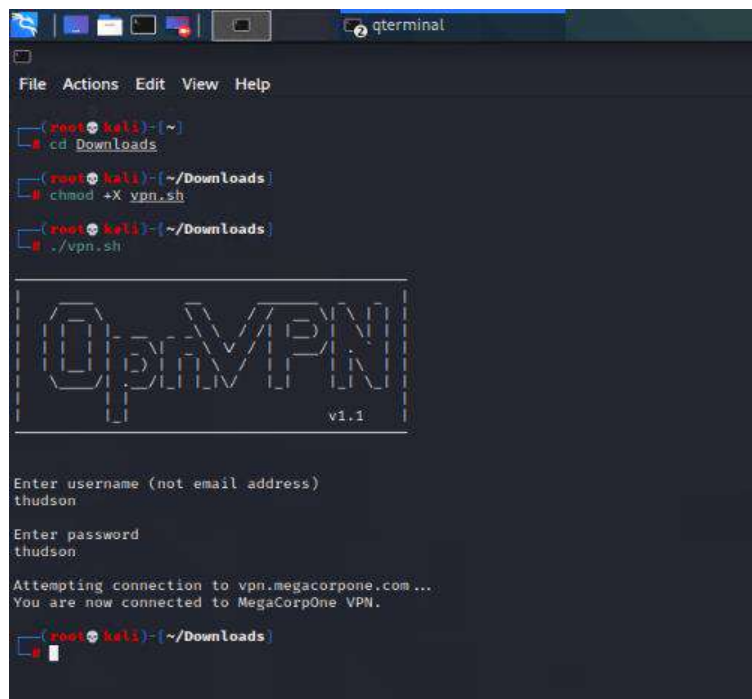 qterminal
File Actions Edit View Help
(root💀kali)-[~]
# cd Downloads
(root💀kali)-[~/Downloads]
# chmod +X vpn.sh
(root💀kali)-[~/Downloads]
# ./vpn.sh
OpnVPN
v1.1
Enter username (not email address)
thudson
Enter password
thudson
Attempting connection to vpn.megacorpone.com...
You are now connected to MegaCorpOne VPN.
(root💀kali)-[~/Downloads]
#